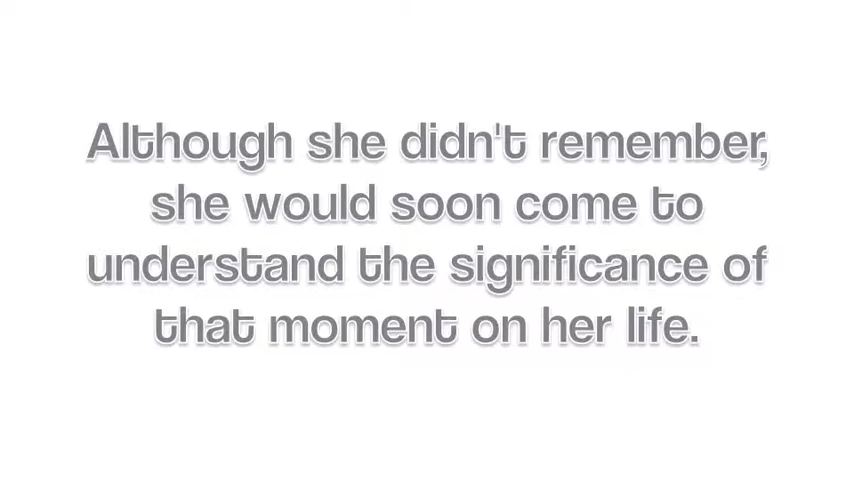 Although she didn't remember,
she would soon come to
understand the significance of
that moment on her life.